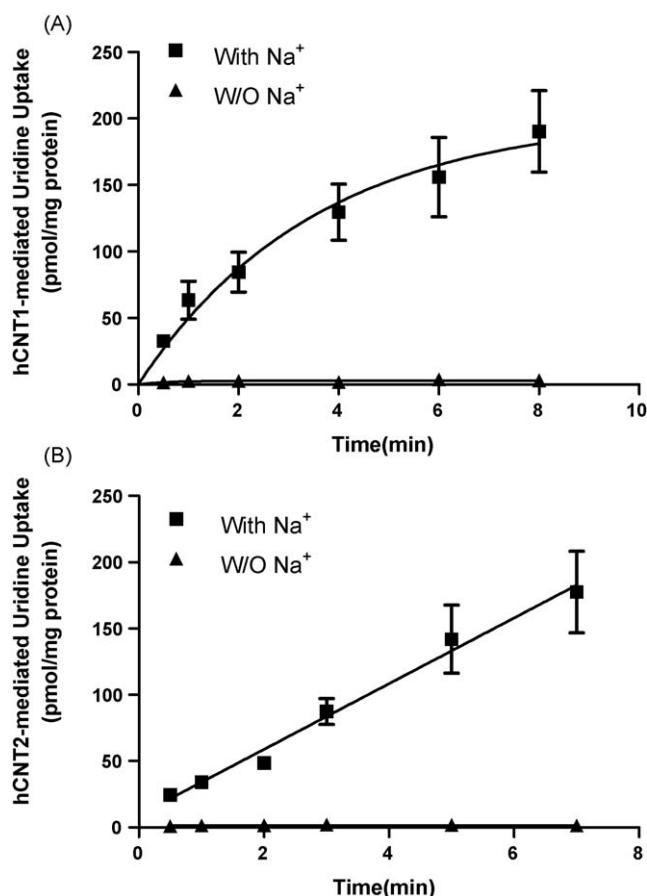 (A)
250
200
150
100
50
0
hCNT1-mediated Uridine Uptake
(pmol/mg protein)
With Na⁺
W/O Na⁺
0 2 4 6 8 10
Time(min)
(B)
250
200
150
100
50
0
hCNT2-mediated Uridine Uptake
(pmol/mg protein)
With Na⁺
W/O Na⁺
0 2 4 6 8
Time(min)